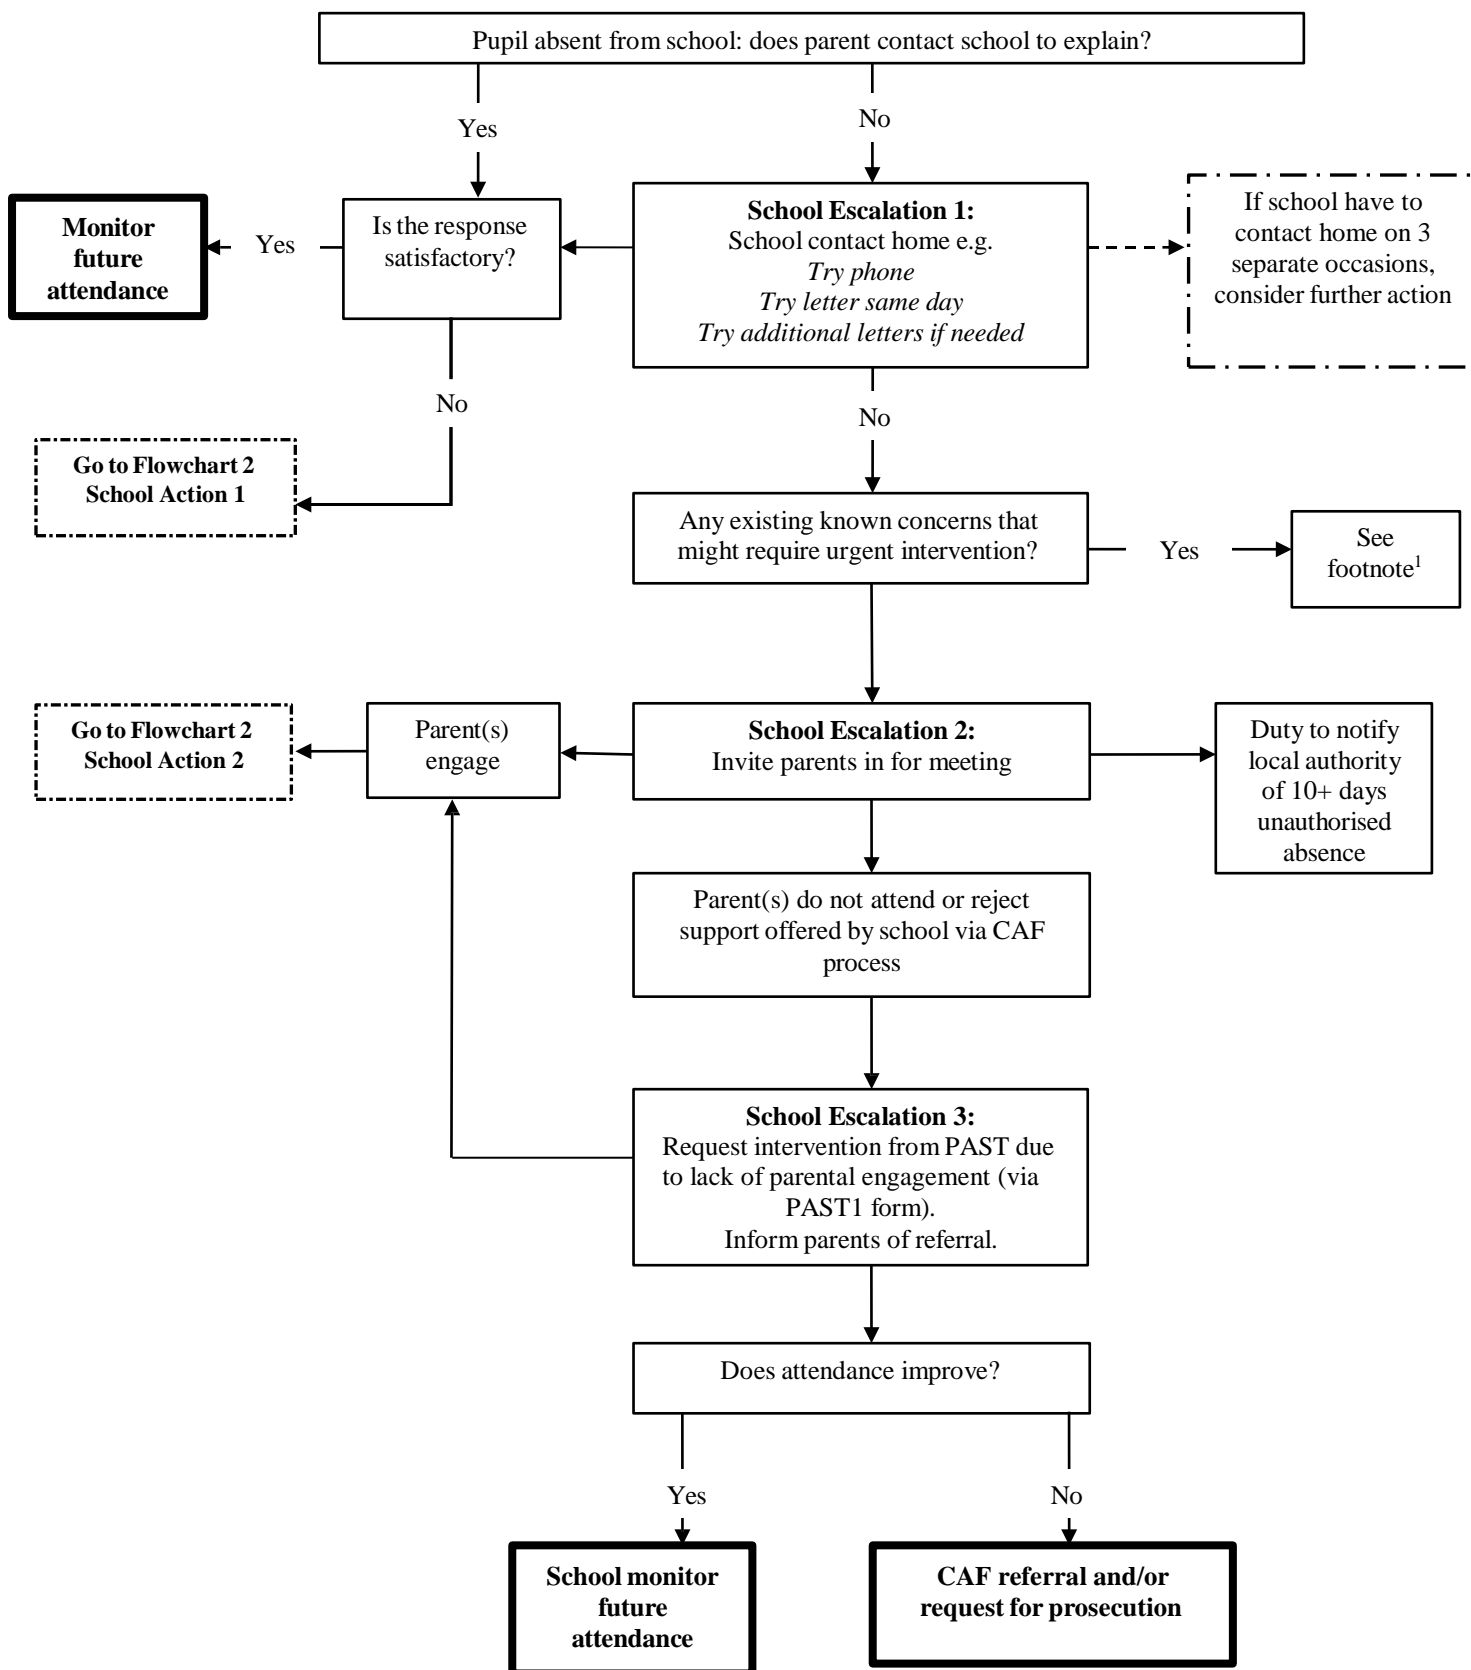 Pupil absent from school: does parent contact school to explain?
Yes
No
Monitor
future
attendance
Yes
Is the response
satisfactory?
School Escalation 1:
School contact home e.g.
Try phone
Try letter same day
Try additional letters if needed
If school have to
contact home on 3
separate occasions,
consider further action
No
No
Go to Flowchart 2
School Action 1
Any existing known concerns that
might require urgent intervention?
Yes
See
footnote1
Go to Flowchart 2
School Action 2
Parent(s)
engage
School Escalation 2:
Invite parents in for meeting
Duty to notify
local authority
of 10+ days
unauthorised
absence
Parent(s) do not attend or reject
support offered by school via CAF
process
School Escalation 3:
Request intervention from PAST due
to lack of parental engagement (via
PAST1 form).
Inform parents of referral.
Does attendance improve?
Yes
No
School monitor
future
attendance
CAF referral and/or
request for prosecution